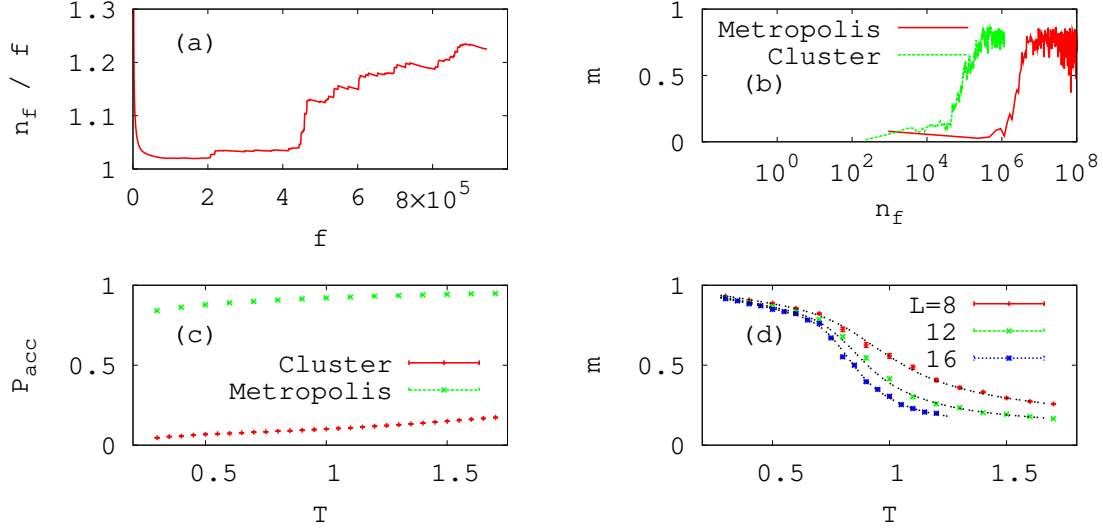 1.3
1.2
1.1
1
n_f / f
(a)
0 2 4 6 8×10^5
f
1
0.5
0
m
Metropolis
Cluster
(b)
10^0 10^2 10^4 10^6 10^8
n_f
1
0.5
0
P_acc
(c)
Cluster
Metropolis
0.5 1 1.5
T
1
0.5
0
m
L=8
12
16
(d)
0.5 1 1.5
T